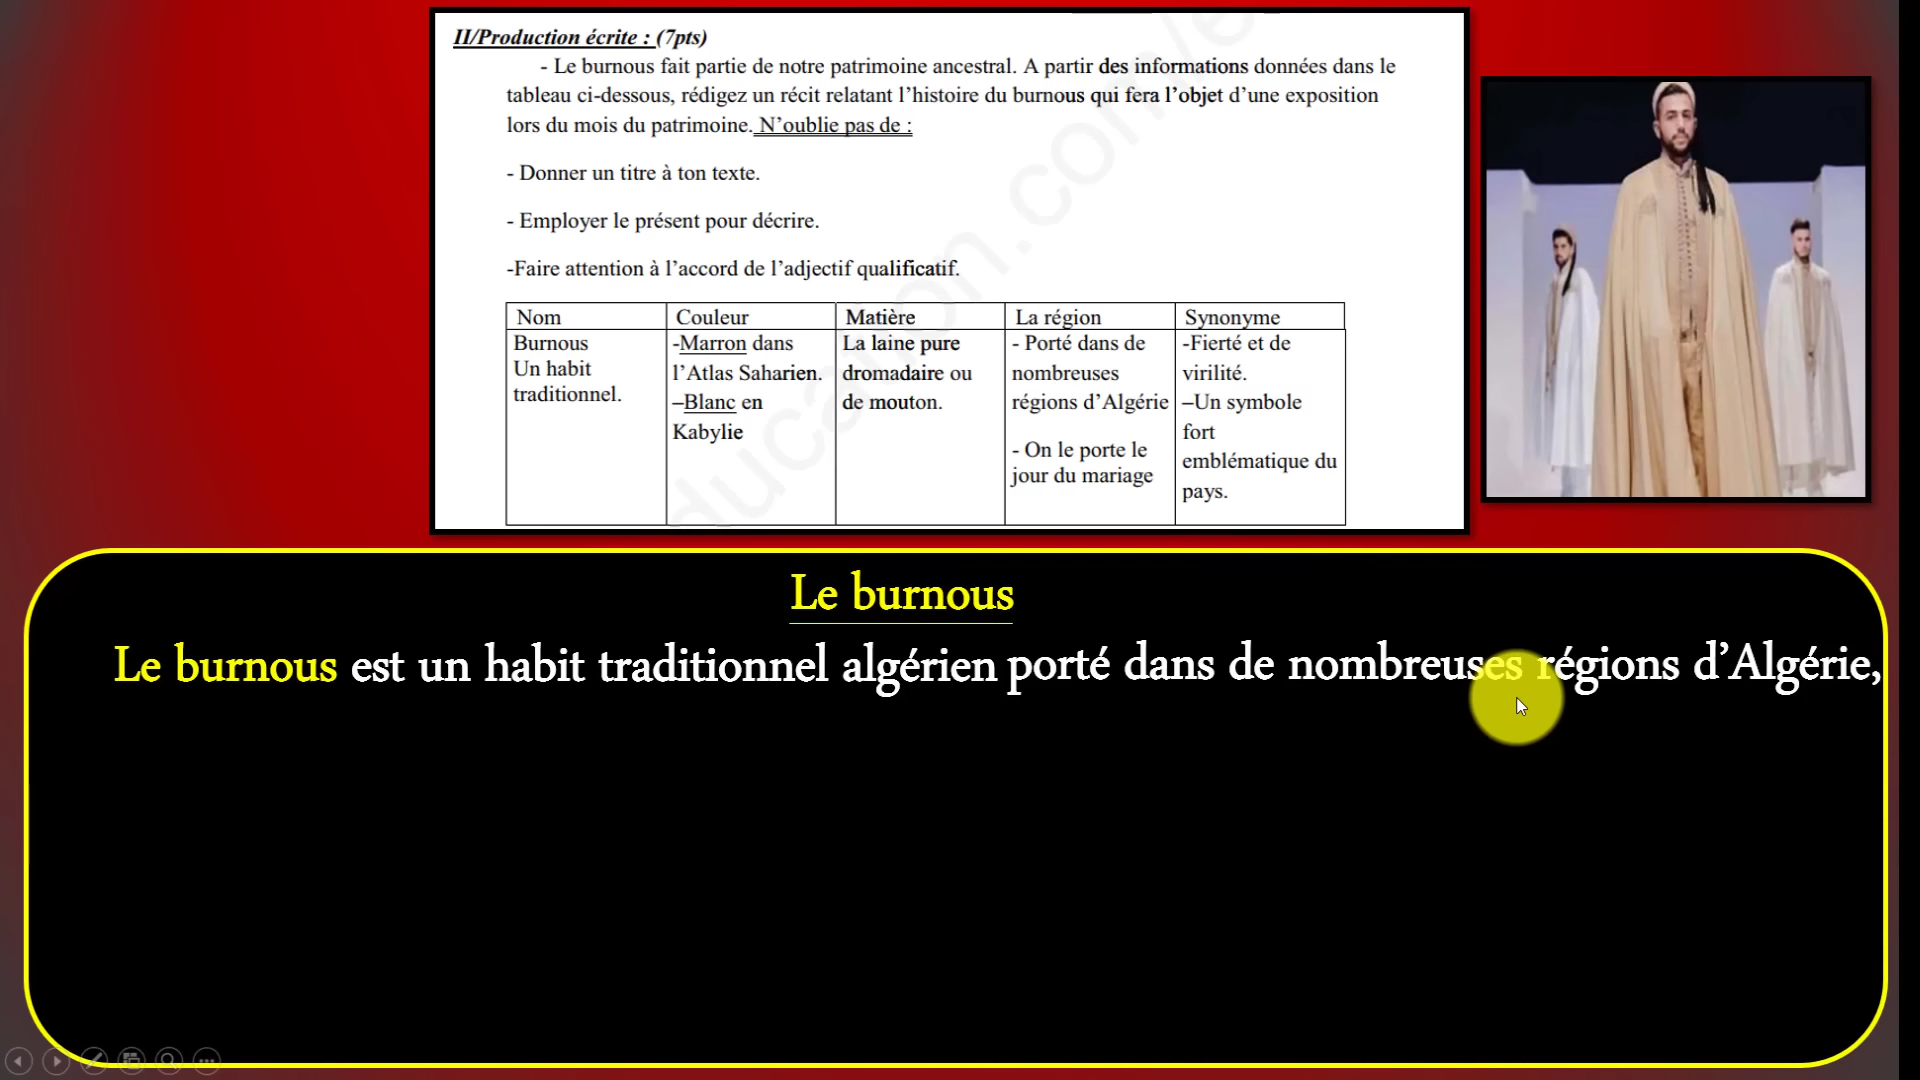 II/Production écrite : (7pts)
- Le burnous fait partie de notre patrimoine ancestral. A partir des informations données dans le
tableau ci-dessous, rédigez un récit relatant l’histoire du burnous qui fera l’objet d’une exposition
lors du mois du patrimoine. N’oublie pas de :
- Donner un titre à ton texte.
- Employer le présent pour décrire.
-Faire attention à l’accord de l’adjectif qualificatif.
Nom
Burnous
Un habit
traditionnel.
Couleur
-Marron dans
l’Atlas Saharien.
–Blanc en
Kabylie
Matière
La laine pure
dromadaire ou
de mouton.
La région
- Porté dans de
nombreuses
régions d’Algérie
- On le porte le
jour du mariage
Synonyme
-Fierté et de
virilité.
–Un symbole
fort
emblématique du
pays.
ducation.com/e
Le burnous
Le burnous est un habit traditionnel algérien porté dans de nombreuses régions d’Algérie,